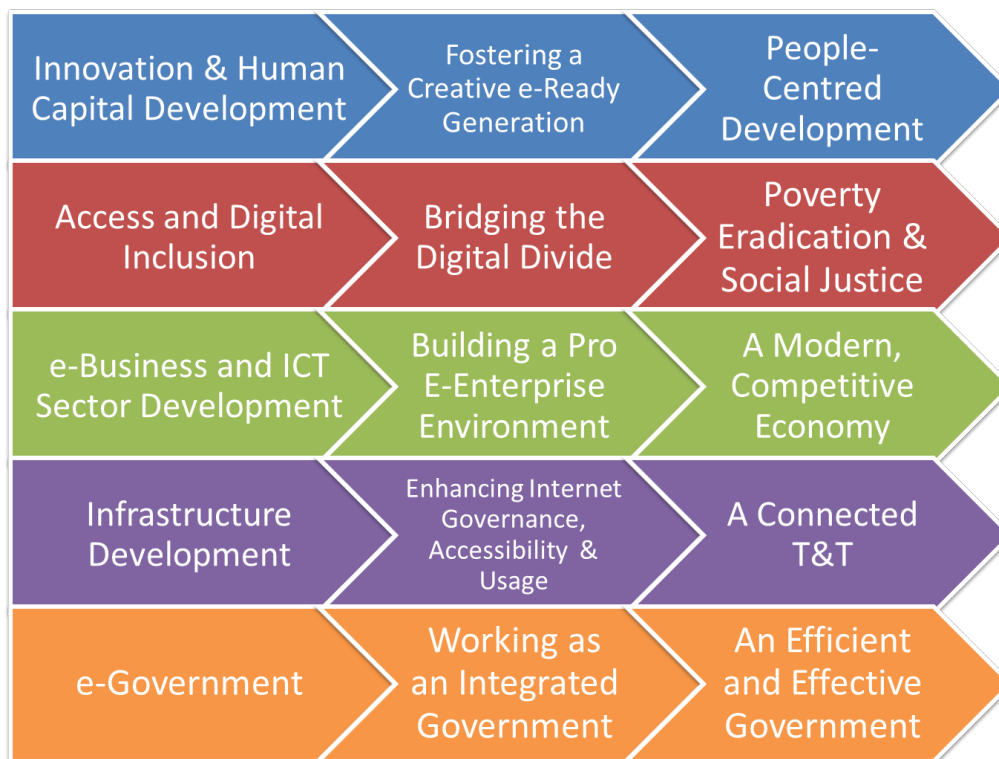 Innovation & Human
Capital Development
Fostering a
Creative e-Ready
Generation
People-
Centred
Development
Access and Digital
Inclusion
Bridging the
Digital Divide
Poverty
Eradication &
Social Justice
e-Business and ICT
Sector Development
Building a Pro
E-Enterprise
Environment
A Modern,
Competitive
Economy
Infrastructure
Development
Enhancing Internet
Governance,
Accessibility &
Usage
A Connected
T&T
e-Government
Working as
an Integrated
Government
An Efficient
and Effective
Government